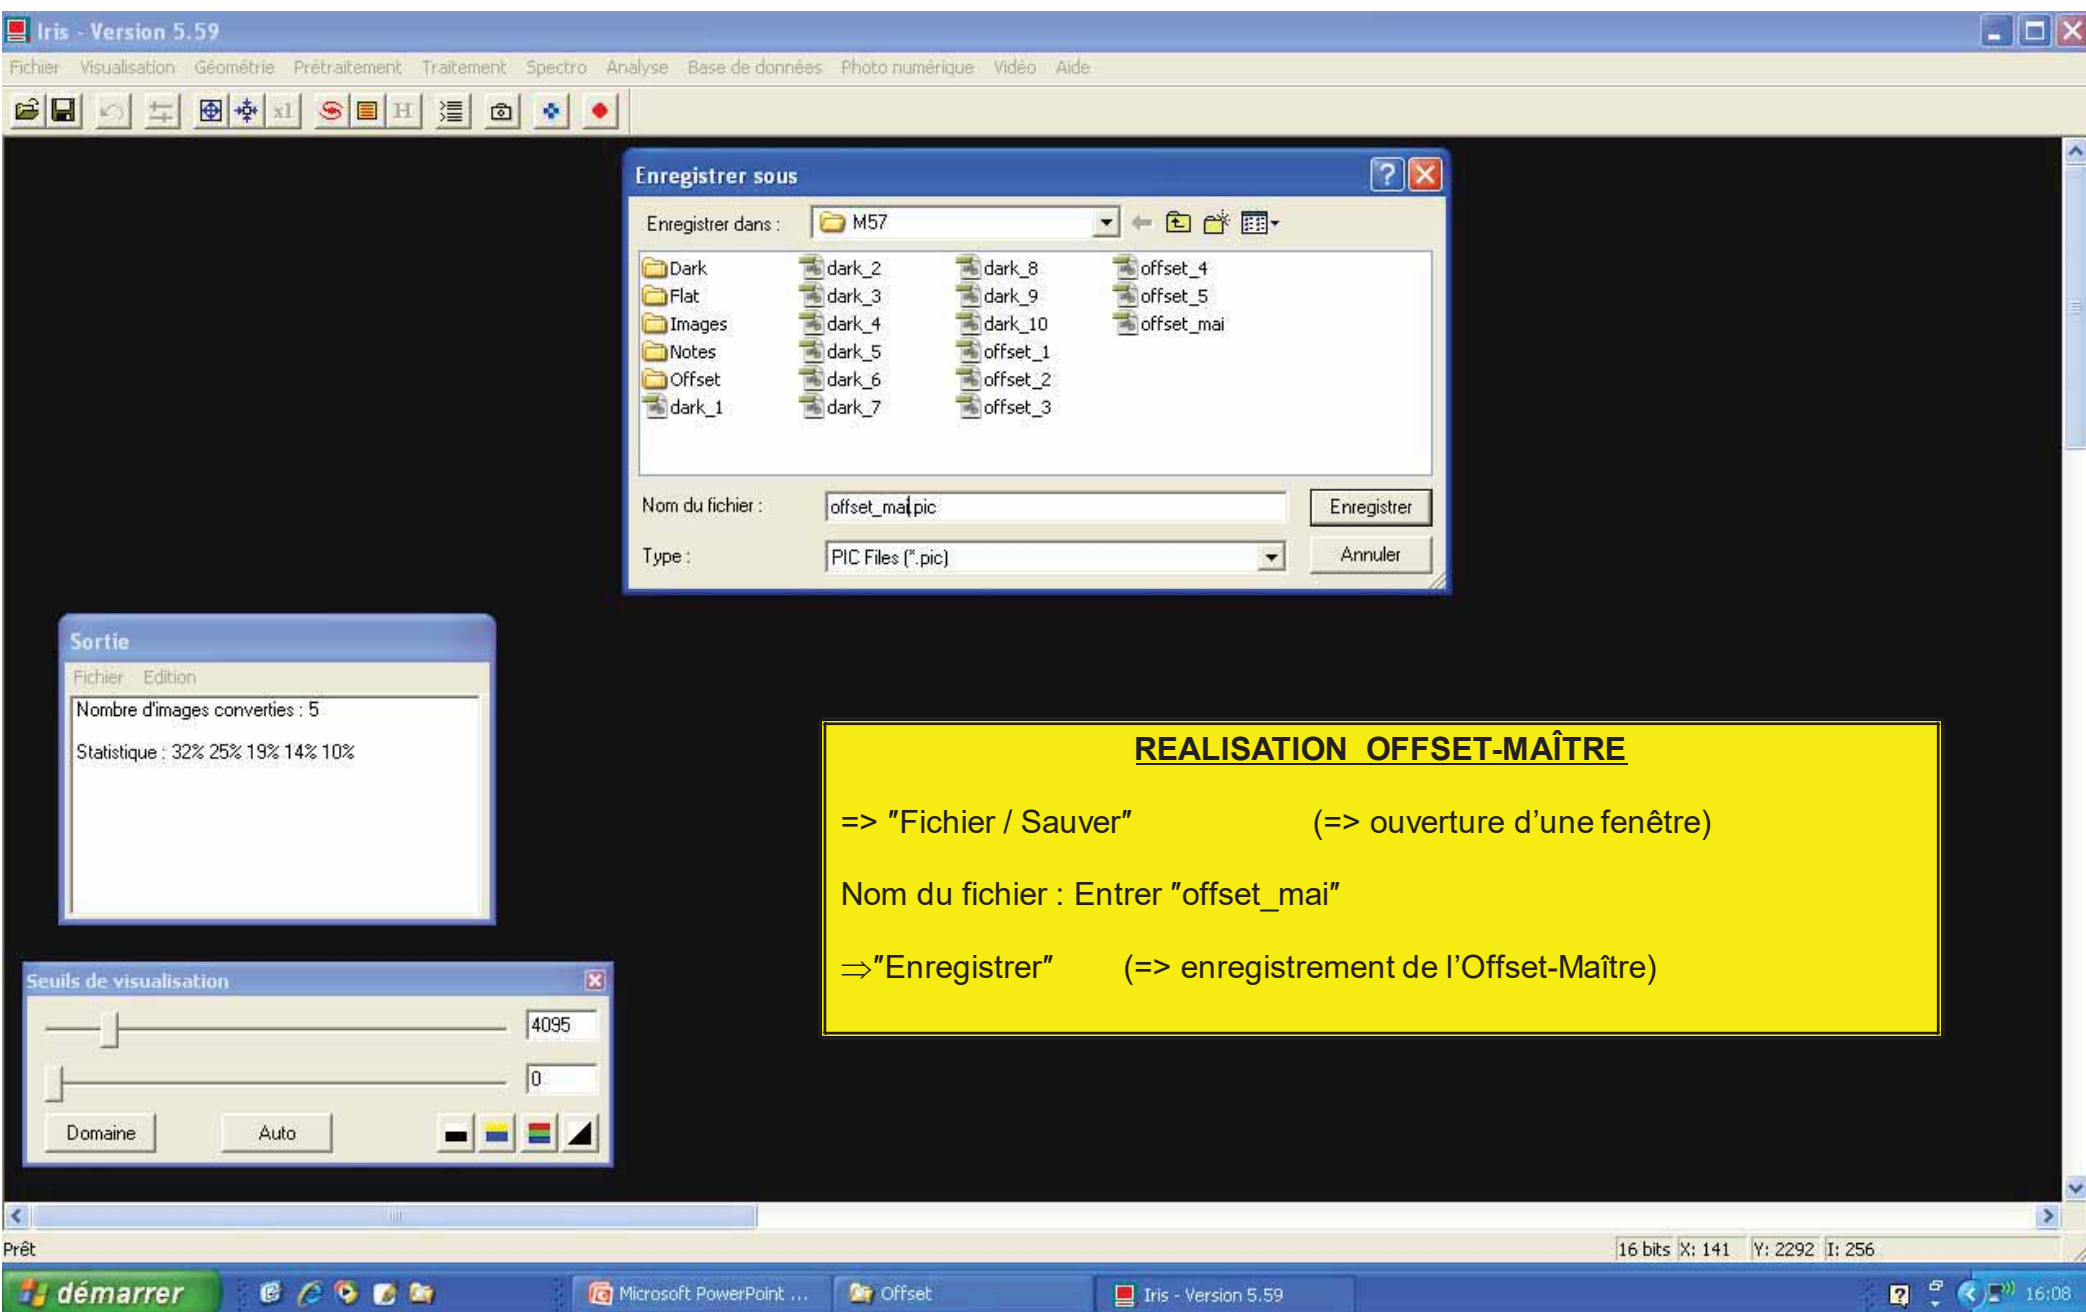 Iris - Version 5.59
Fichier Visualisation Géométrie Prétraitement Traitement Spectro Analyse Base de données Photo numérique Vidéo Aide
x1 H
Enregistrer sous
Enregistrer dans : M57
Dark dark_2 dark_8 offset_4
Flat dark_3 dark_9 offset_5
Images dark_4 dark_10 offset_mai
Notes dark_5 offset_1
Offset dark_6 offset_2
dark_1 dark_7 offset_3
Nom du fichier : offset_mai.pic Enregistrer
Type : PIC Files (*.pic) Annuler
Sortie
Fichier Edition
Nombre d'images converties : 5
Statistique : 32% 25% 19% 14% 10%
REALISATION OFFSET-MAÎTRE
=> "Fichier / Sauver" (=> ouverture d'une fenêtre)
Nom du fichier : Entrer "offset_mai"
⇒"Enregistrer" (=> enregistrement de l'Offset-Maître)
Seuils de visualisation
4095
0
Domaine Auto
Prêt 16 bits X: 141 Y: 2292 I: 256
démarrer Microsoft PowerPoint ... Offset Iris - Version 5.59 16:08